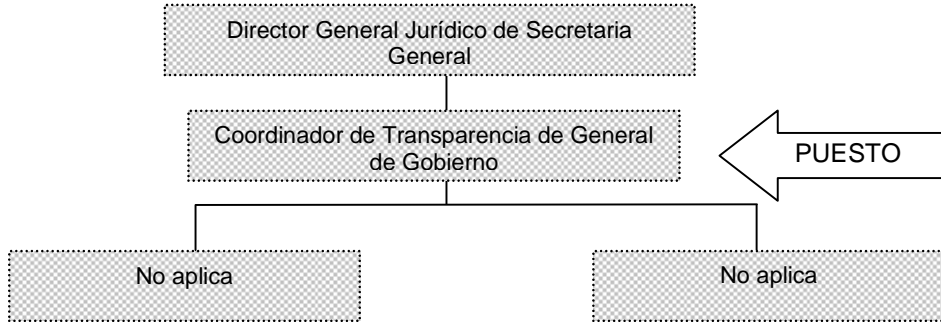 Director General Jurídico de Secretaria
General
Coordinador de Transparencia de General
de Gobierno
PUESTO
No aplica
No aplica